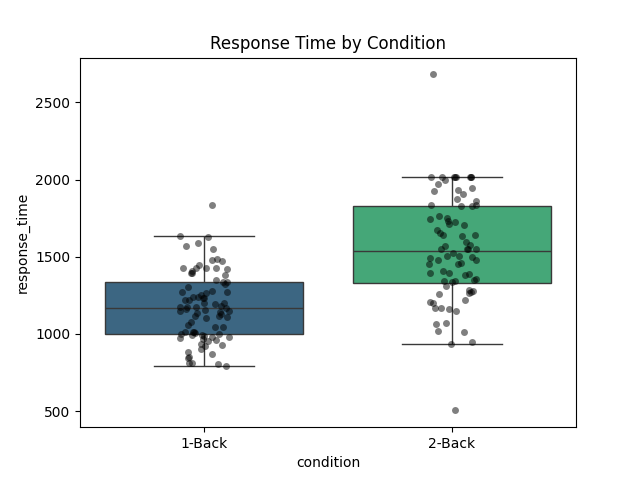 Response Time by Condition
response_time
2500
2000
1500
1000
500
1-Back
2-Back
condition